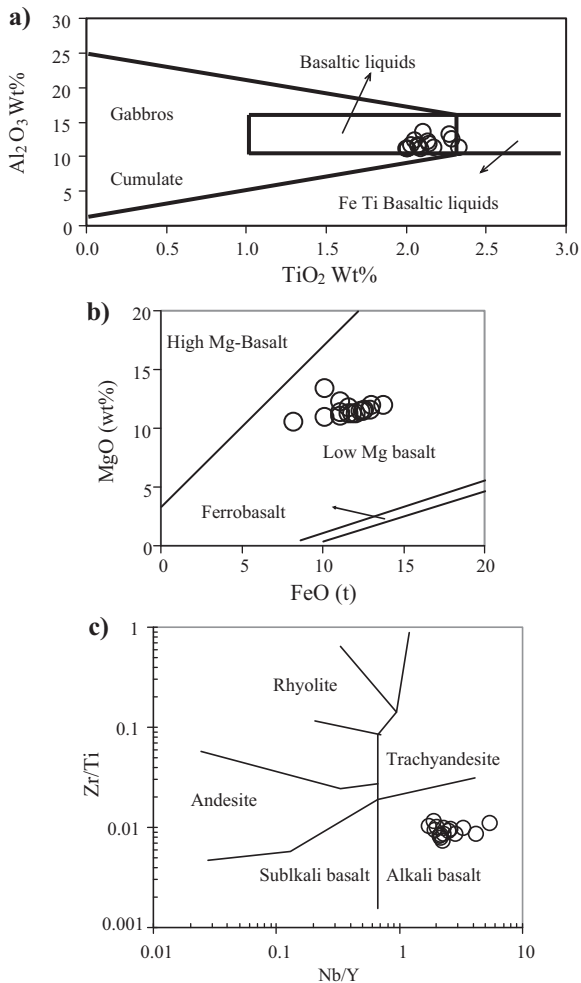 a)
30
25
20
15
10
5
0
Al₂O₃ Wt%
Basaltic liquids
Gabbros
Cumulate
Fe Ti Basaltic liquids
0.0 0.5 1.0 1.5 2.0 2.5 3.0
TiO₂ Wt%
b)
20
15
10
5
0
MgO (wt%)
High Mg-Basalt
Low Mg basalt
Ferrobasalt
0 5 10 15 20
FeO (t)
c)
1
0.1
0.01
0.001
Zr/Ti
Rhyolite
Trachyandesite
Andesite
Sublkali basalt Alkali basalt
0.01 0.1 1 10
Nb/Y